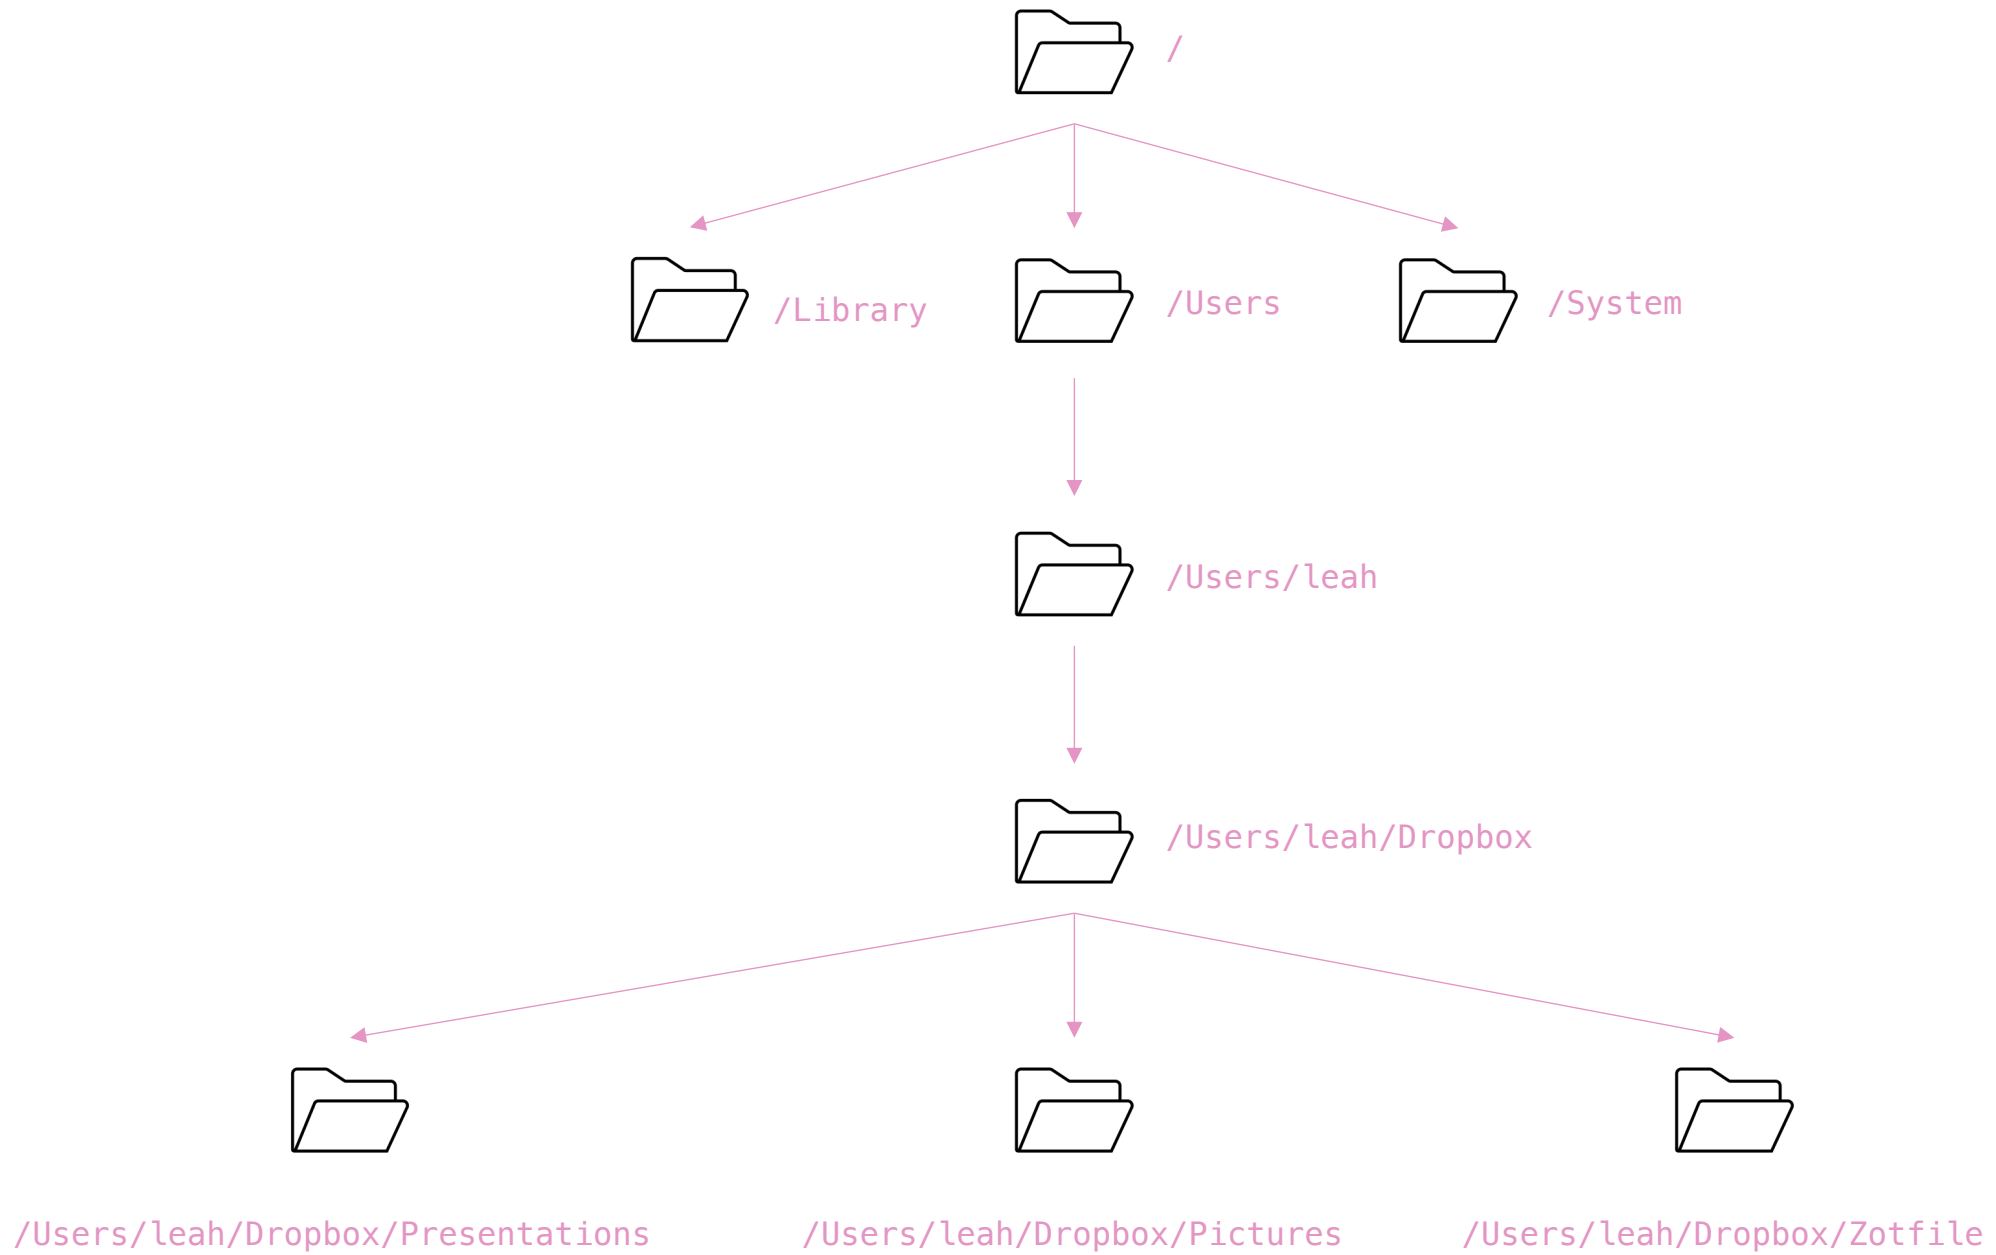 /
/Library
/Users
/System
/Users/leah
/Users/leah/Dropbox
/Users/leah/Dropbox/Presentations
/Users/leah/Dropbox/Pictures
/Users/leah/Dropbox/Zotfile